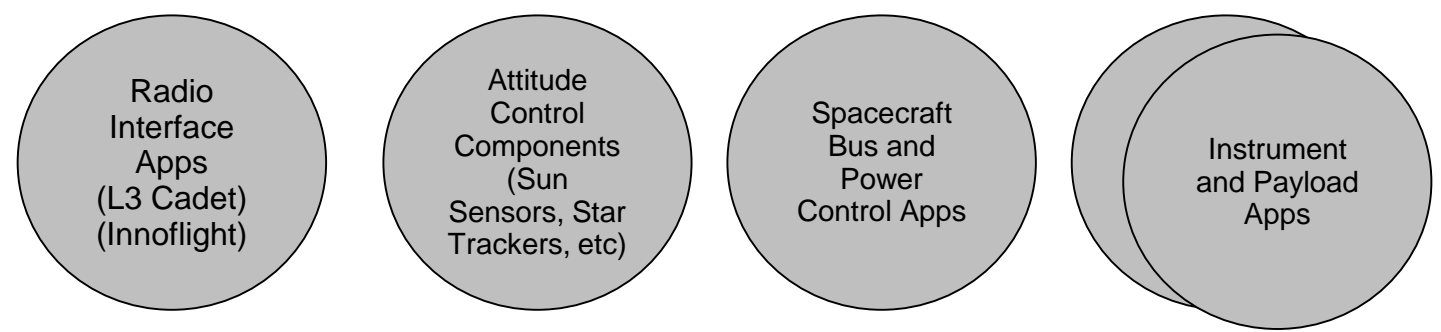 Radio
Interface
Apps
(L3 Cadet)
(Innoflight)
Attitude
Control
Components
(Sun
Sensors, Star
Trackers, etc)
Spacecraft
Bus and
Power
Control Apps
Instrument
and Payload
Apps